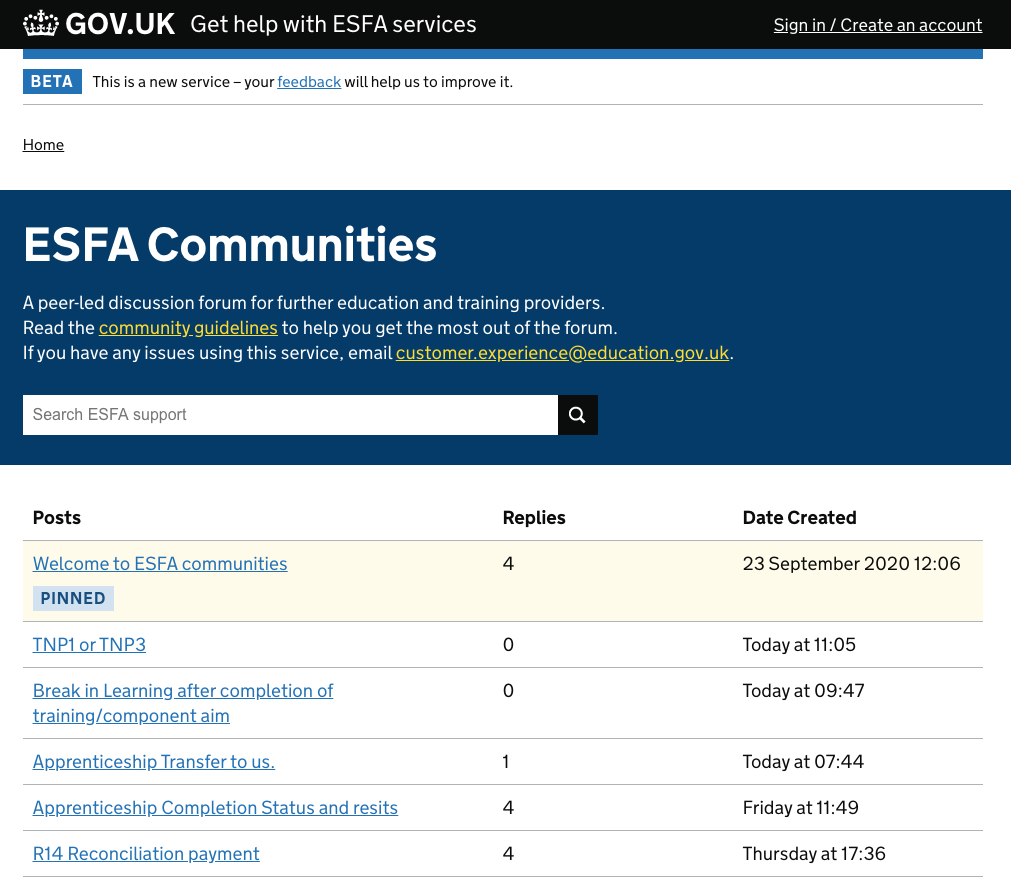 GOV.UK Get help with ESFA services Sign in / Create an account
BETA This is a new service – your feedback will help us to improve it.
Home
ESFA Communities
A peer-led discussion forum for further education and training providers.
Read the community guidelines to help you get the most out of the forum.
If you have any issues using this service, email customer.experience@education.gov.uk.
Search ESFA support
Posts Replies Date Created
Welcome to ESFA communities 4 23 September 2020 12:06
PINNED
TNP1 or TNP3 0 Today at 11:05
Break in Learning after completion of 0 Today at 09:47
training/component aim
Apprenticeship Transfer to us. 1 Today at 07:44
Apprenticeship Completion Status and resits 4 Friday at 11:49
R14 Reconciliation payment 4 Thursday at 17:36